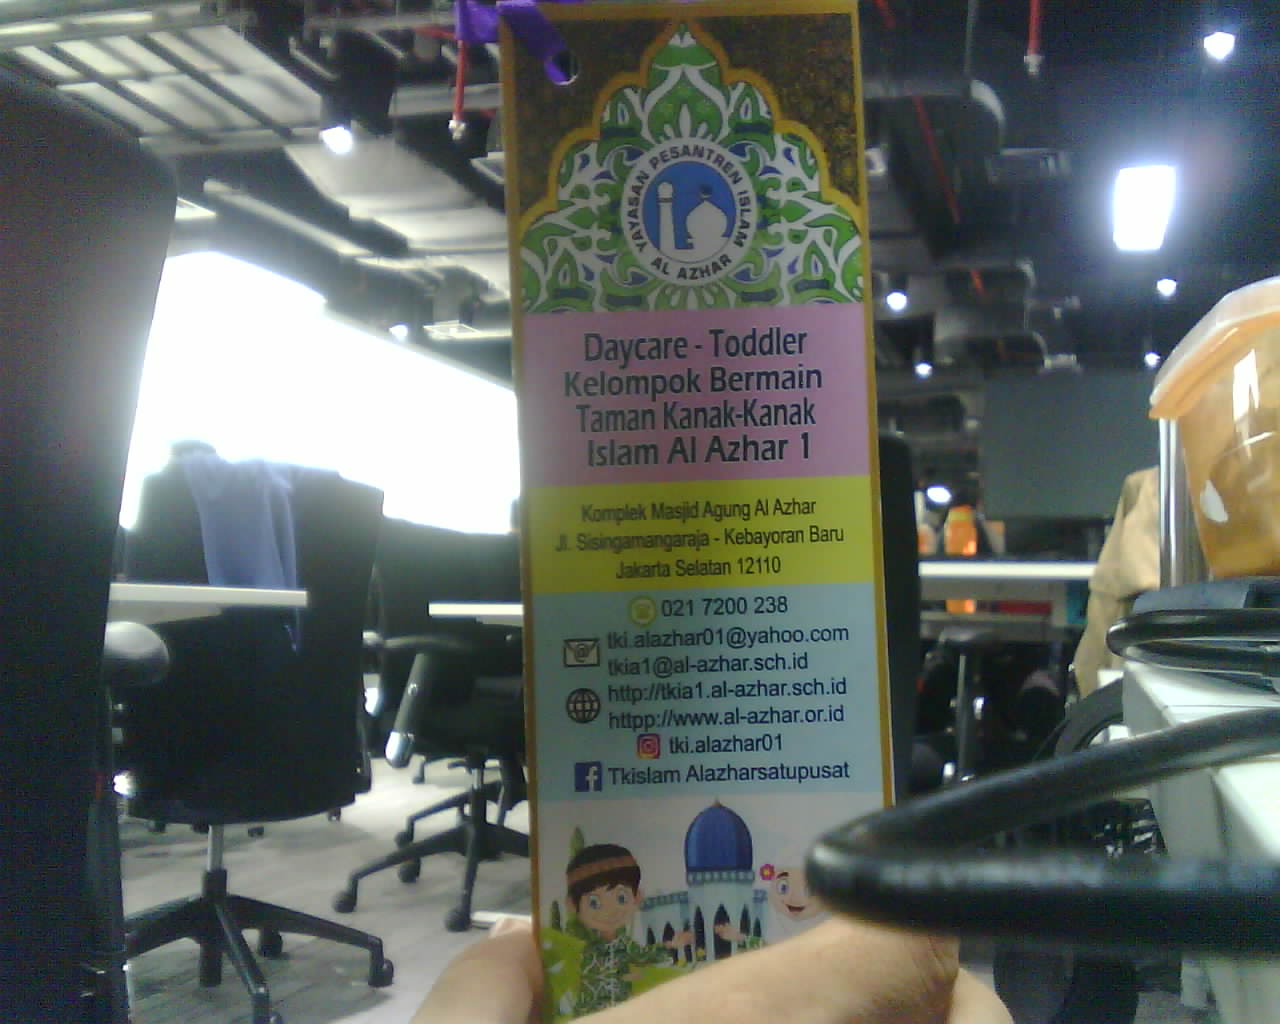 YAYASAN PESANTREN ISLAM
AL AZHAR
Daycare - Toddler
Kelompok Bermain
Taman Kanak-Kanak
Islam Al Azhar 1
Komplek Masjid Agung Al Azhar
Jl. Sisingamangaraja - Kebayoran Baru
Jakarta Selatan 12110
021 7200 238
tki.alazhar01@yahoo.com
tkia1@al-azhar.sch.id
http://tkia1.al-azhar.sch.id
httpp://www.al-azhar.or.id
tki.alazhar01
Tkislam Alazharsatupusat